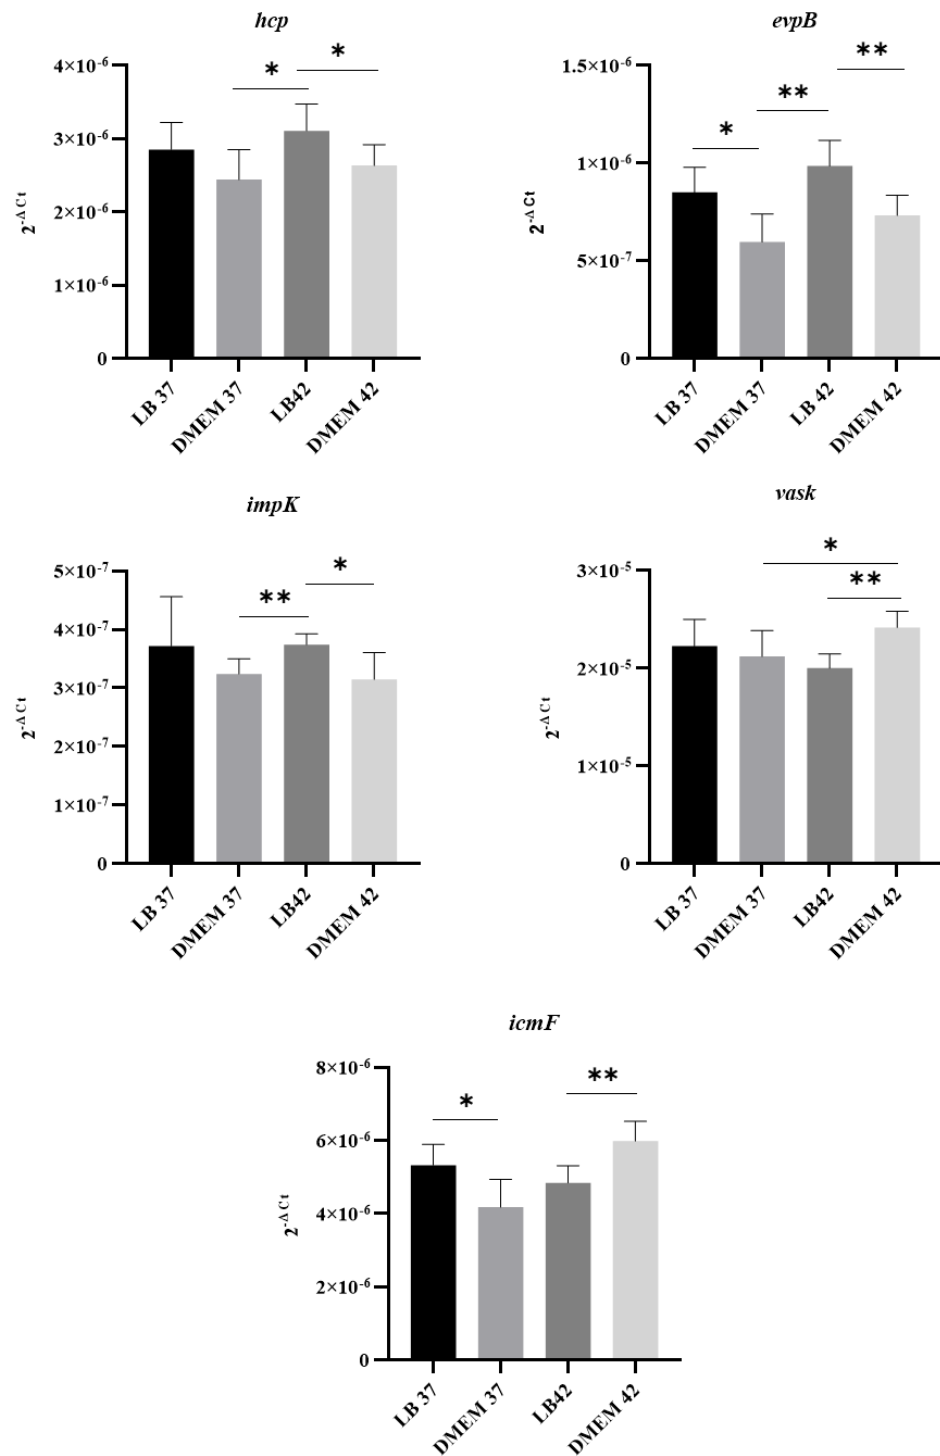 hcp
4×10⁻⁶
3×10⁻⁶
2×10⁻⁶
1×10⁻⁶
0
2^-Δ Ct
* *
LB 37
DMEM 37
LB42
DMEM 42
evpB
1.5×10⁻⁶
1×10⁻⁶
5×10⁻⁷
0
2^-Δ Ct
* ** **
LB 37
DMEM 37
LB 42
DMEM 42
impK
5×10⁻⁷
4×10⁻⁷
3×10⁻⁷
2×10⁻⁷
1×10⁻⁷
0
2^-Δ Ct
** *
LB 37
DMEM 37
LB42
DMEM 42
vask
3×10⁻⁵
2×10⁻⁵
1×10⁻⁵
0
2^-Δ Ct
*
**
LB 37
DMEM 37
LB42
DMEM 42
icmF
8×10⁻⁶
6×10⁻⁶
4×10⁻⁶
2×10⁻⁶
0
2^-Δ Ct
* **
LB 37
DMEM 37
LB42
DMEM 42